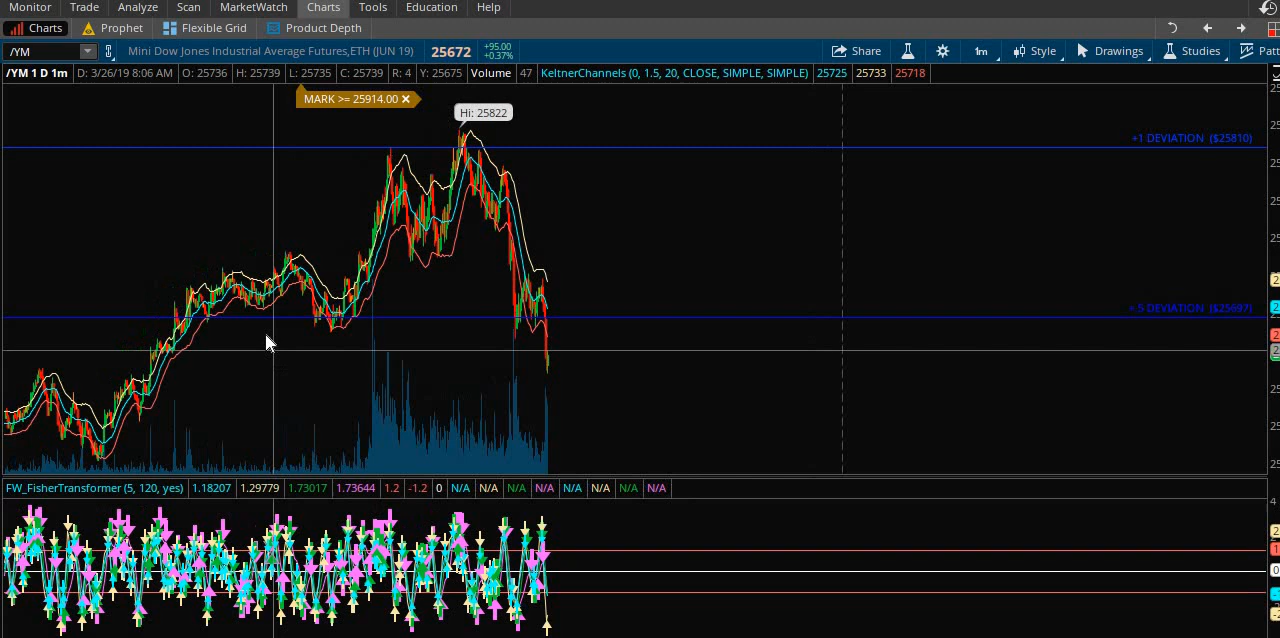 Monitor Trade Analyze Scan MarketWatch Charts Tools Education Help
Charts Prophet Flexible Grid Product Depth
/YM Mini Dow Jones Industrial Average Futures,ETH (JUN 19) 25672 +95.00 +0.37% Share 1m Style Drawings Studies Patt
/YM 1 D 1m D: 3/26/19 8:06 AM O: 25736 H: 25739 L: 25735 C: 25739 R: 4 Y: 25675 Volume 47 KeltnerChannels (0, 1.5, 20, CLOSE, SIMPLE, SIMPLE) 25725 25733 25718
MARK >= 25914.00
Hi: 25822
+1 DEVIATION ($25810)
+.5 DEVIATION ($25697)
FW_FisherTransformer (5, 120, yes) 1.18207 1.29779 1.73017 1.73644 1.2 -1.2 0 N/A N/A N/A N/A N/A N/A N/A N/A
4
0